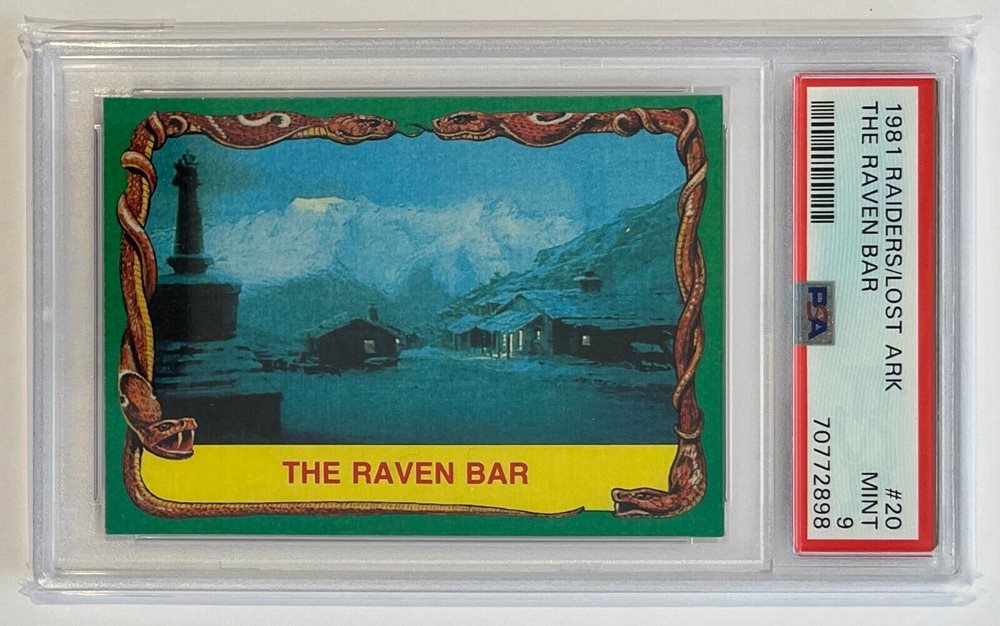 THE RAVEN BAR
1981 RAIDERS/LOST ARK #20
THE RAVEN BAR MINT
9
PSA 70772898